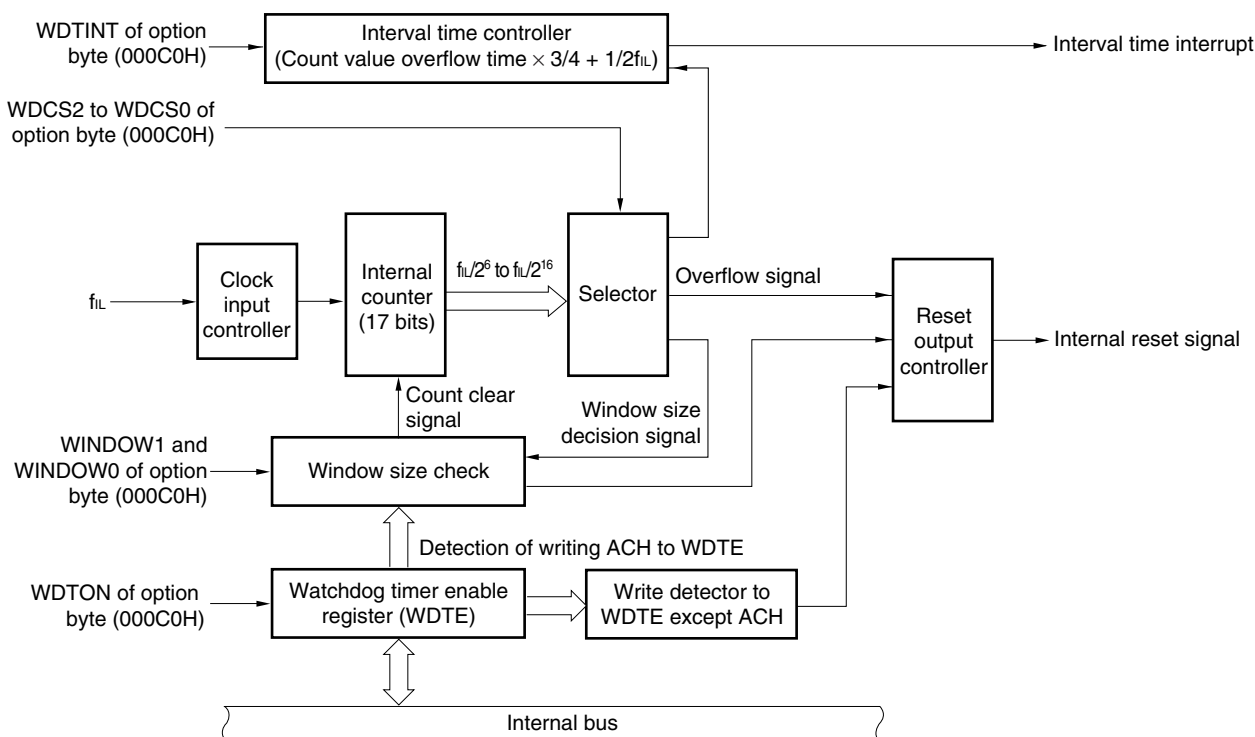 WDTINT of option
byte (000C0H)
Interval time controller
(Count value overflow time × 3/4 + 1/2fIL)
Interval time interrupt
WDCS2 to WDCS0 of
option byte (000C0H)
fIL
Clock
input
controller
Internal
counter
(17 bits)
fIL/2⁶ to fIL/2¹⁶
Selector
Overflow signal
Reset
output
controller
Internal reset signal
Count clear
signal
Window size
decision signal
WINDOW1 and
WINDOW0 of option
byte (000C0H)
Window size check
Detection of writing ACH to WDTE
WDTON of option
byte (000C0H)
Watchdog timer enable
register (WDTE)
Write detector to
WDTE except ACH
Internal bus